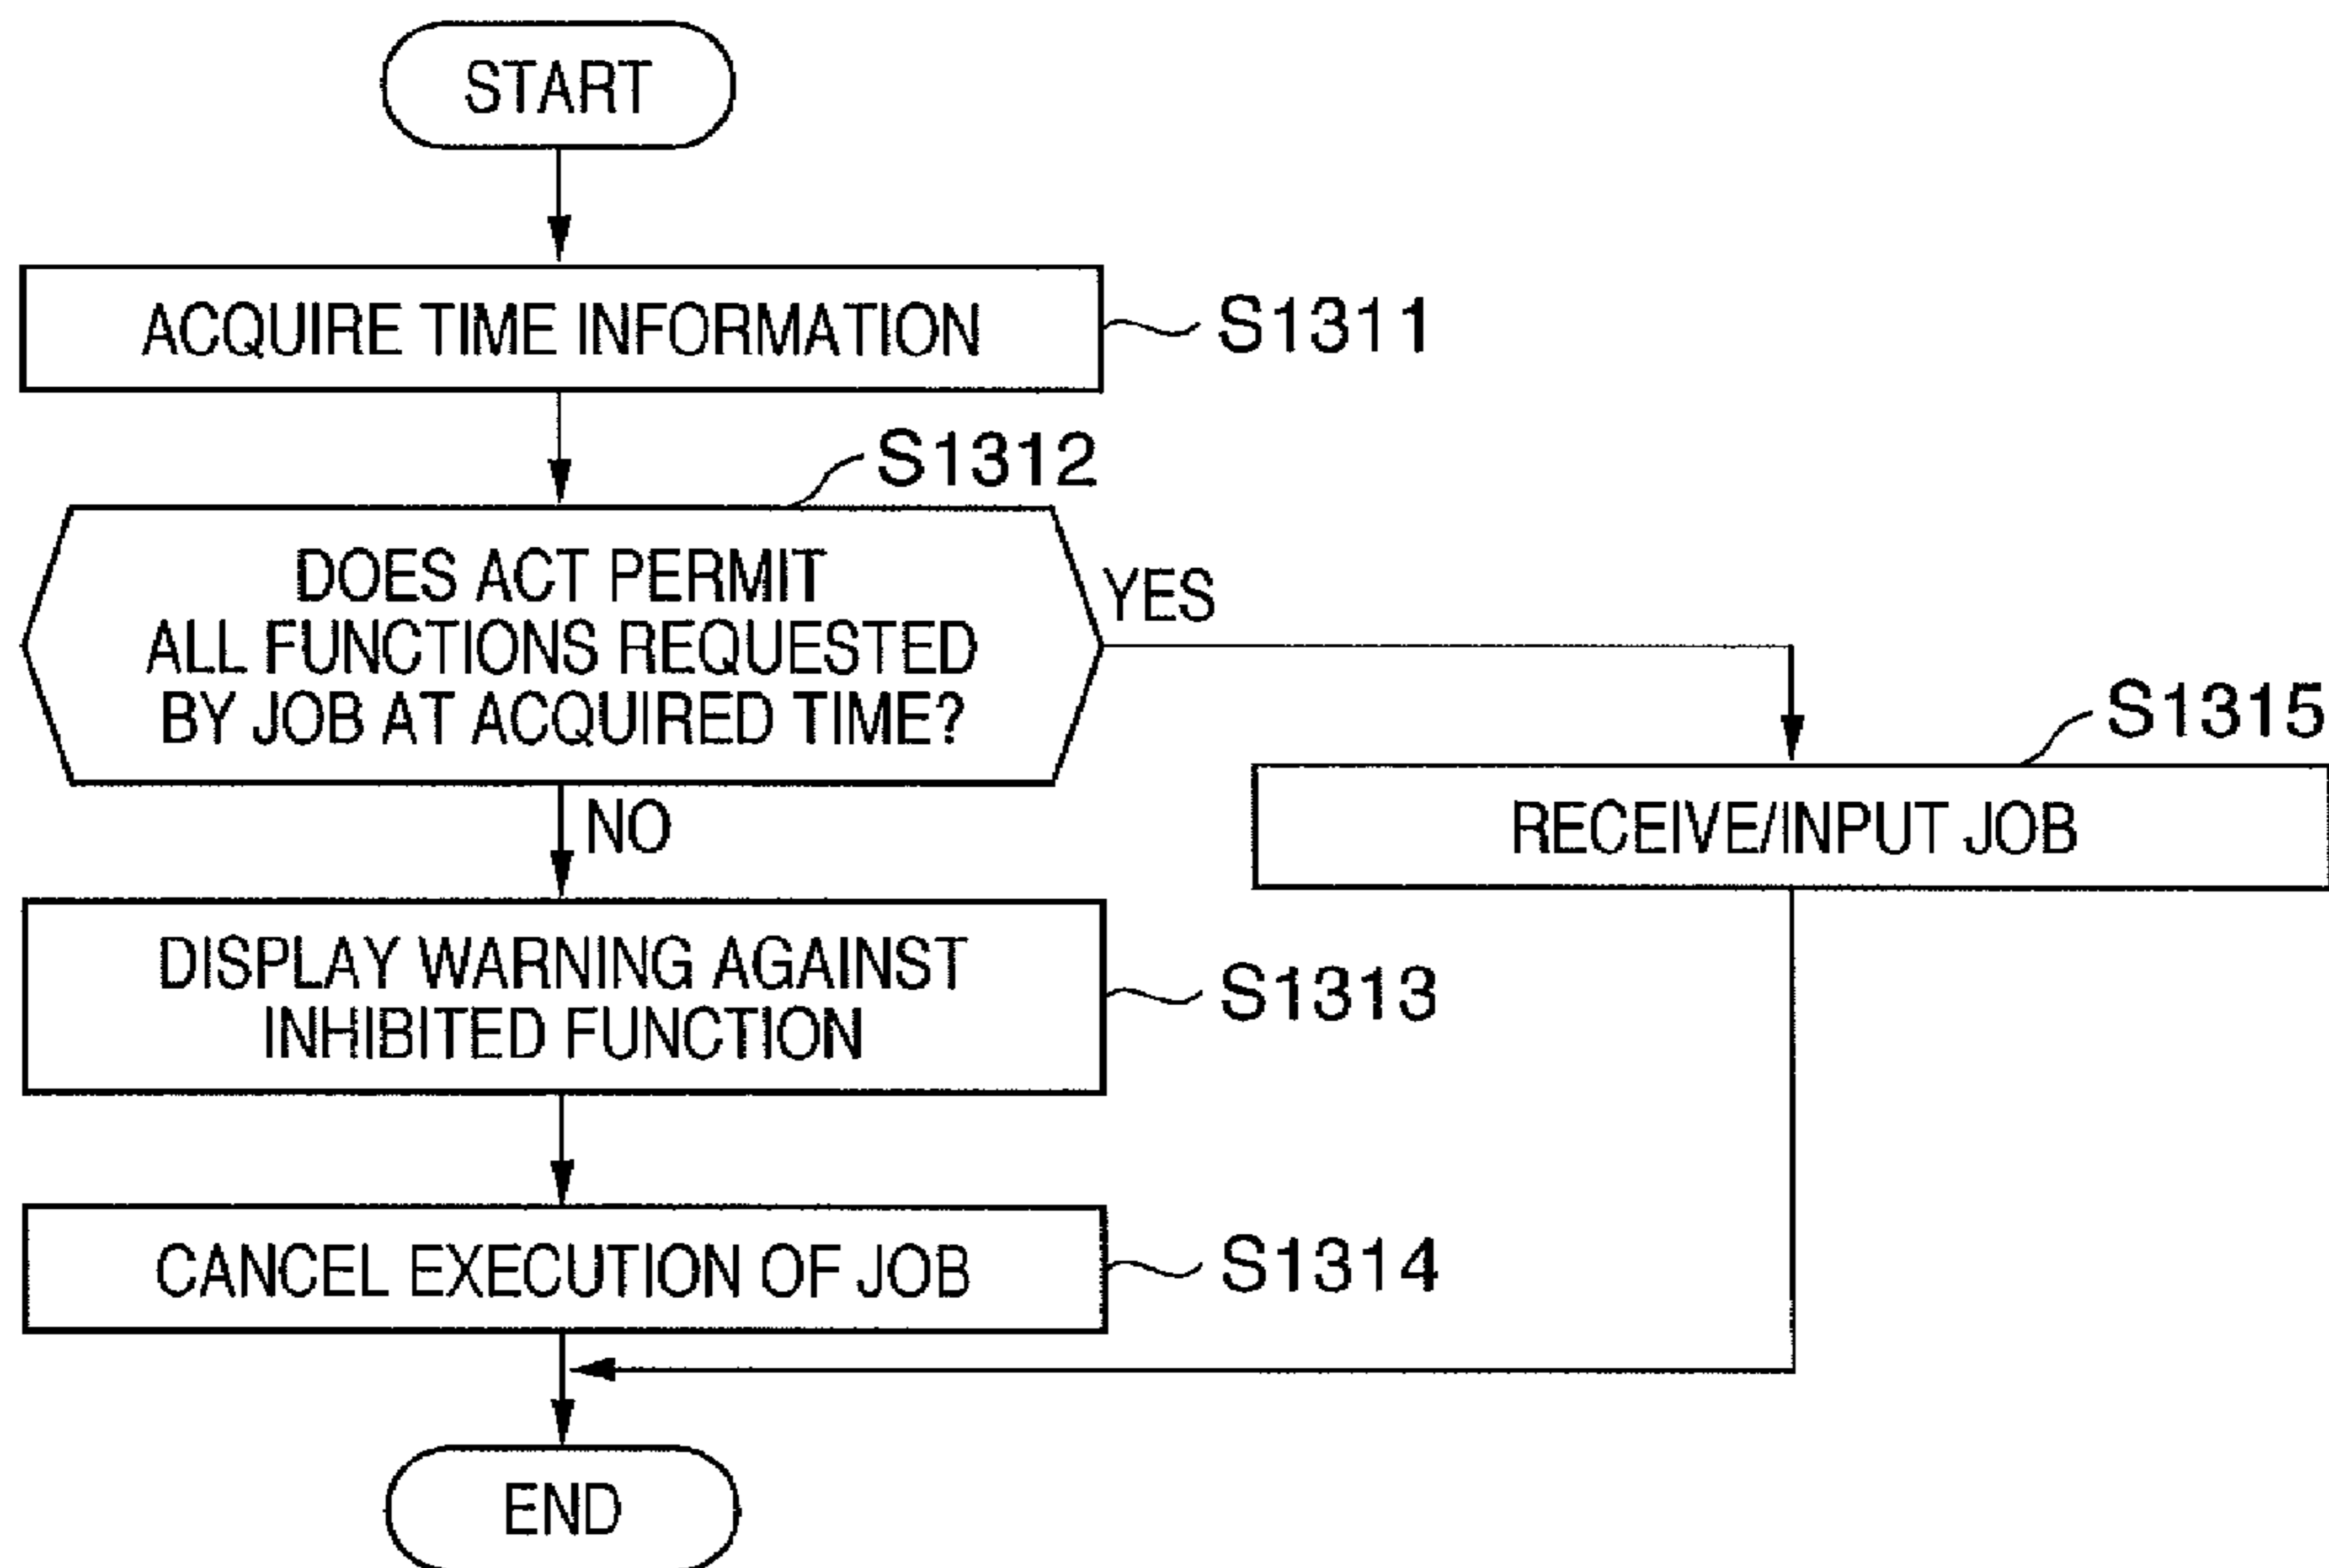 START
ACQUIRE TIME INFORMATION
S1311
S1312
DOES ACT PERMIT
ALL FUNCTIONS REQUESTED
BY JOB AT ACQUIRED TIME?
YES
NO
S1315
RECEIVE/INPUT JOB
DISPLAY WARNING AGAINST
INHIBITED FUNCTION
S1313
CANCEL EXECUTION OF JOB
S1314
END